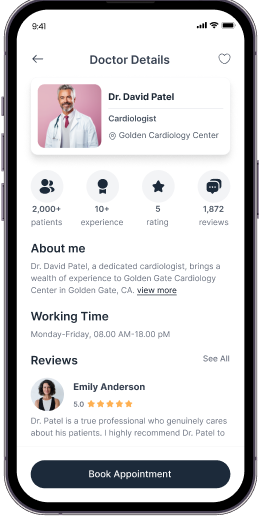 9:41
Doctor Details
Dr. David Patel
Cardiologist
Golden Cardiology Center
2,000+ 10+ 5 1,872
patients experience rating reviews
About me
Dr. David Patel, a dedicated cardiologist, brings a
wealth of experience to Golden Gate Cardiology
Center in Golden Gate, CA. view more
Working Time
Monday-Friday, 08.00 AM-18.00 pM
Reviews See All
Emily Anderson
5.0
Dr. Patel is a true professional who genuinely cares
about his patients. I highly recommend Dr. Patel to
Book Appointment